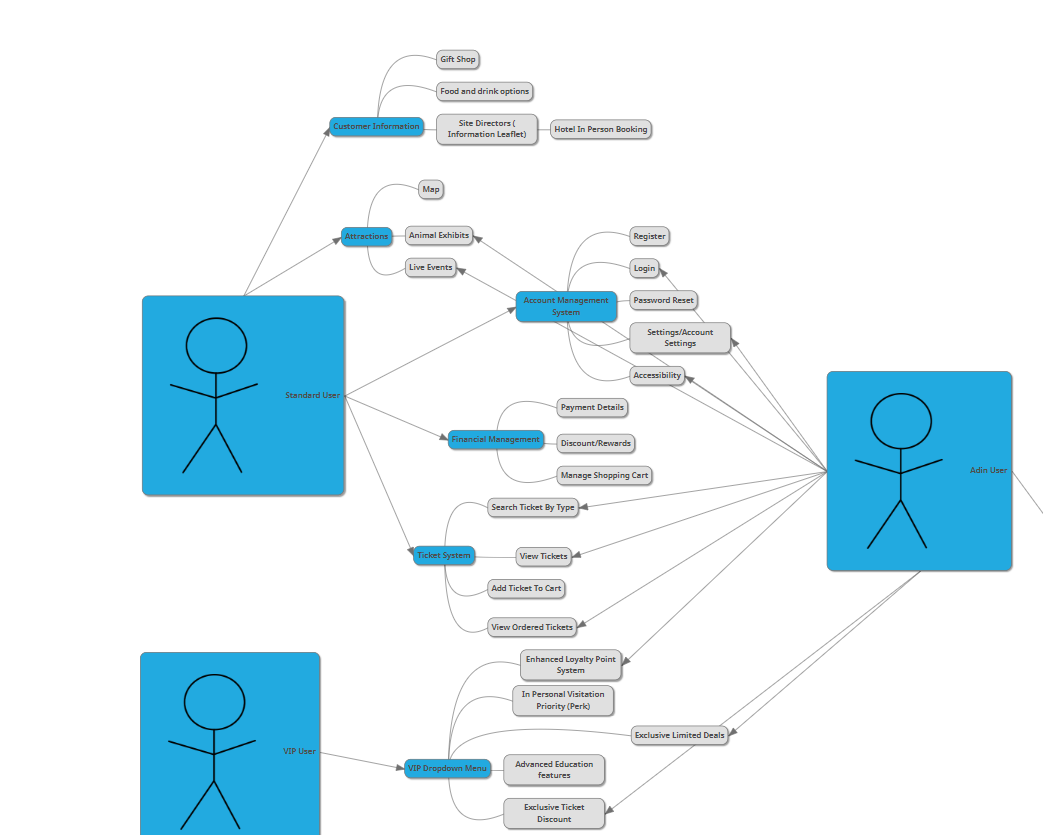 Gift Shop
Food and drink options
Customer Information
Site Directors (
Information Leaflet)
Hotel In Person Booking
Map
Attractions
Animal Exhibits
Live Events
Register
Login
Account Management
System
Password Reset
Settings/Account
Settings
Accessibility
Standard User
Payment Details
Financial Management
Discount/Rewards
Manage Shopping Cart
Adin User
Search Ticket By Type
Ticket System
View Tickets
Add Ticket To Cart
View Ordered Tickets
Enhanced Loyalty Point
System
In Personal Visitation
Priority (Perk)
Exclusive Limited Deals
VIP User
VIP Dropdown Menu
Advanced Education
features
Exclusive Ticket
Discount